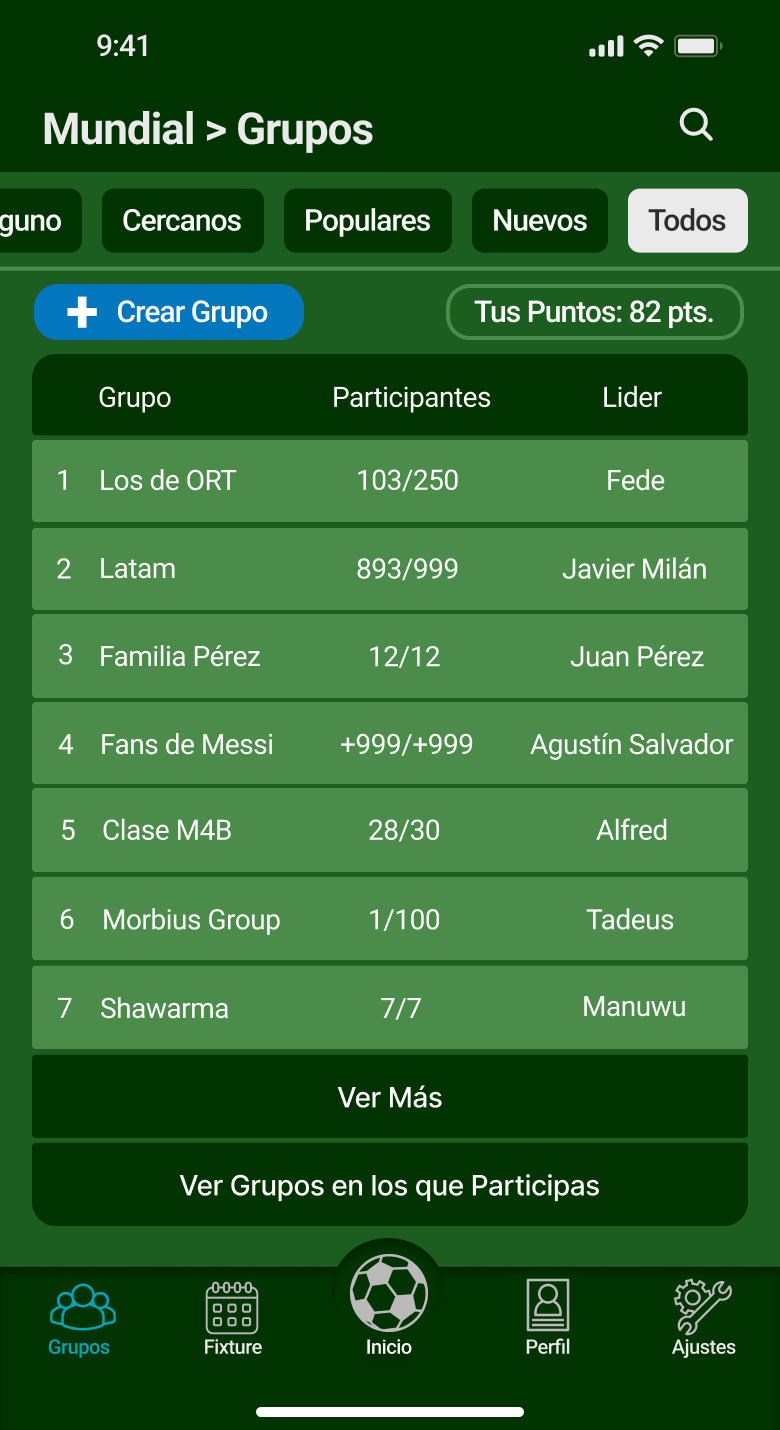 9:41
Mundial > Grupos
guno Cercanos Populares Nuevos Todos
Crear Grupo Tus Puntos: 82 pts.
Grupo Participantes Lider
1 Los de ORT 103/250 Fede
2 Latam 893/999 Javier Milán
3 Familia Pérez 12/12 Juan Pérez
4 Fans de Messi +999/+999 Agustín Salvador
5 Clase M4B 28/30 Alfred
6 Morbius Group 1/100 Tadeus
7 Shawarma 7/7 Manuwu
Ver Más
Ver Grupos en los que Participas
Grupos Fixture Inicio Perfil Ajustes